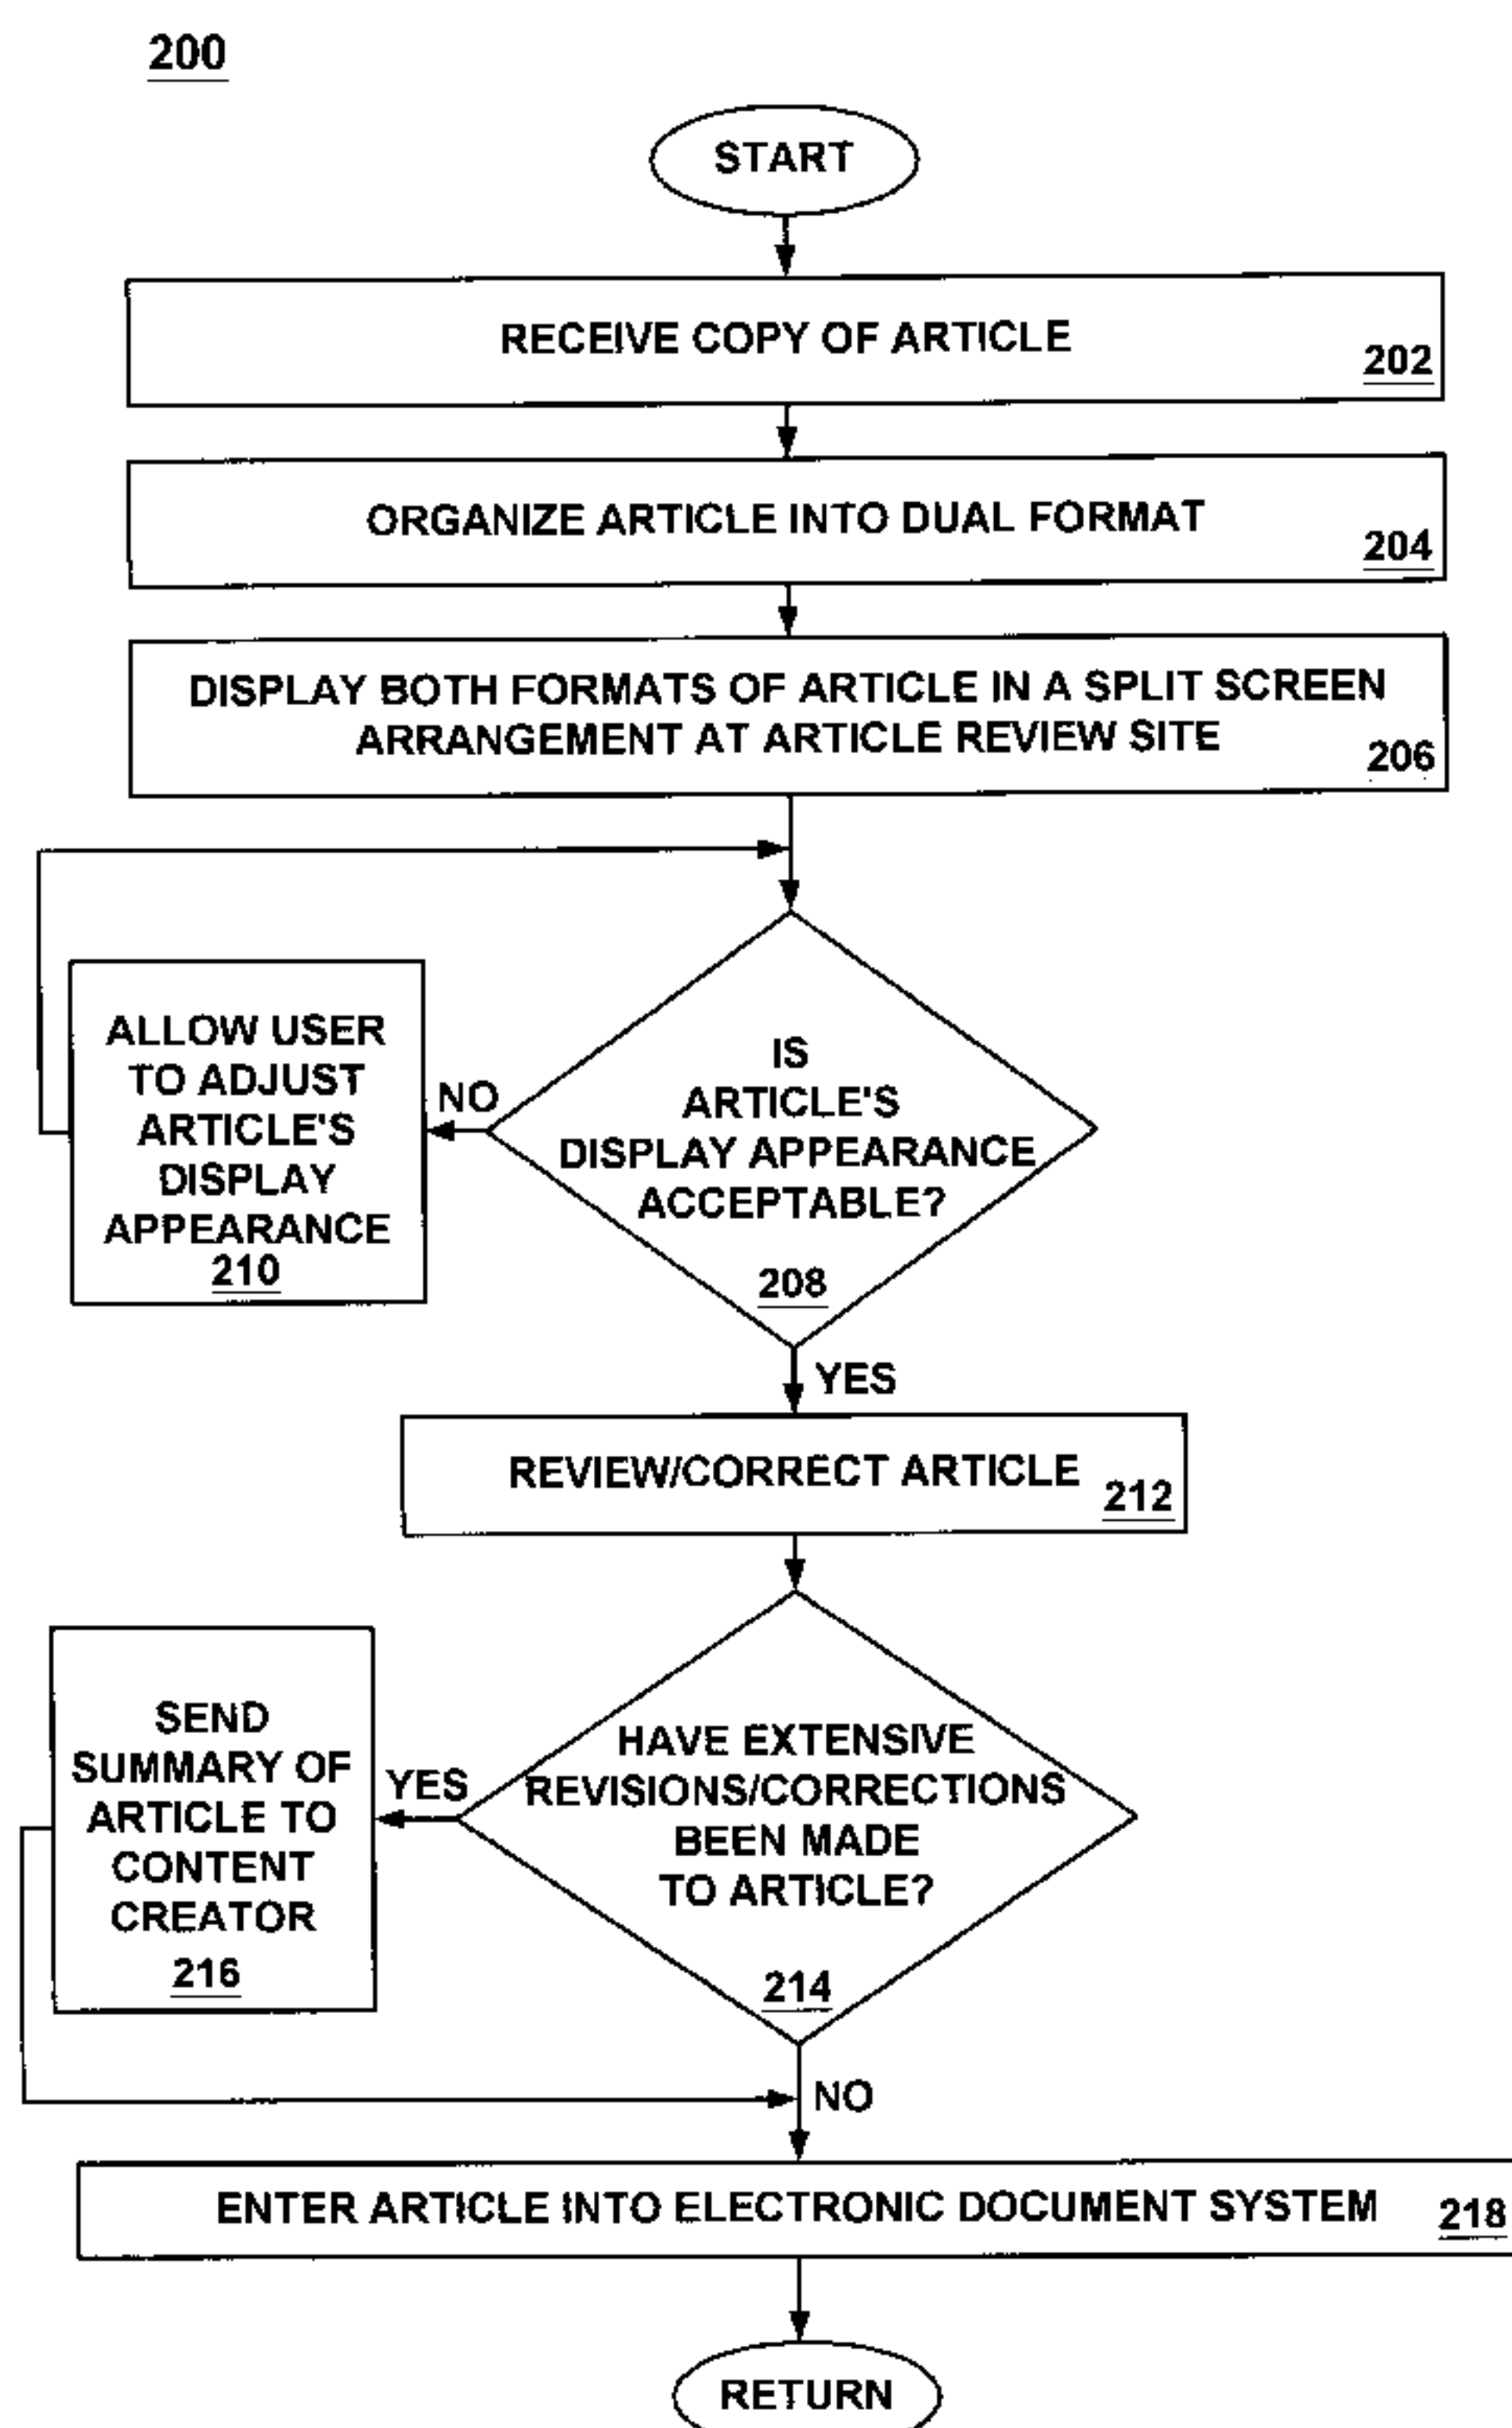 200
START
RECEIVE COPY OF ARTICLE
202
ORGANIZE ARTICLE INTO DUAL FORMAT
204
DISPLAY BOTH FORMATS OF ARTICLE IN A SPLIT SCREEN
ARRANGEMENT AT ARTICLE REVIEW SITE
206
ALLOW USER
TO ADJUST
ARTICLE'S
DISPLAY
APPEARANCE
210
NO
IS
ARTICLE'S
DISPLAY APPEARANCE
ACCEPTABLE?
208
YES
REVIEW/CORRECT ARTICLE
212
SEND
SUMMARY OF
ARTICLE TO
CONTENT
CREATOR
216
YES
HAVE EXTENSIVE
REVISIONS/CORRECTIONS
BEEN MADE
TO ARTICLE?
214
NO
ENTER ARTICLE INTO ELECTRONIC DOCUMENT SYSTEM
218
RETURN